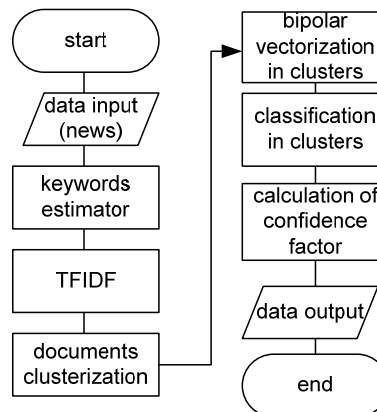 start
data input
(news)
keywords
estimator
TFIDF
documents
clusterization
bipolar
vectorization
in clusters
classification
in clusters
calculation of
confidence
factor
data output
end